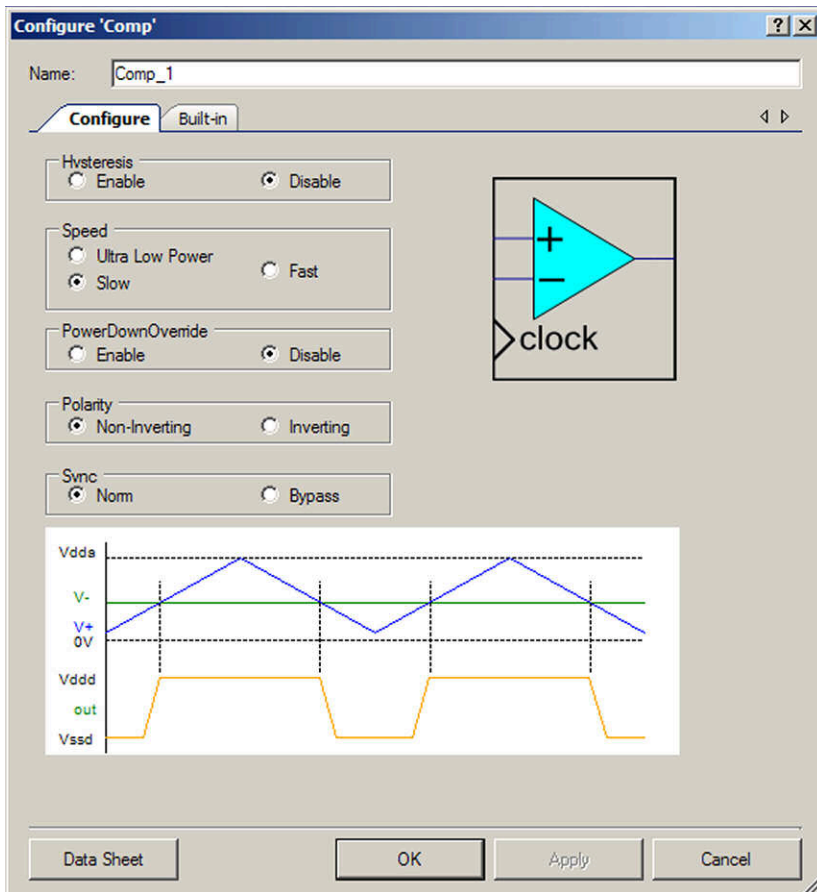 Configure 'Comp'
Name: Comp_1
Configure Built-in
Hysteresis
Enable Disable
Speed
Ultra Low Power
Fast
Slow
PowerDownOverride
Enable Disable
Polarity
Non-Inverting Inverting
Sync
Norm Bypass
+
−
clock
Vdda
V-
V+
0V
Vddd
out
Vssd
Data Sheet OK Apply Cancel